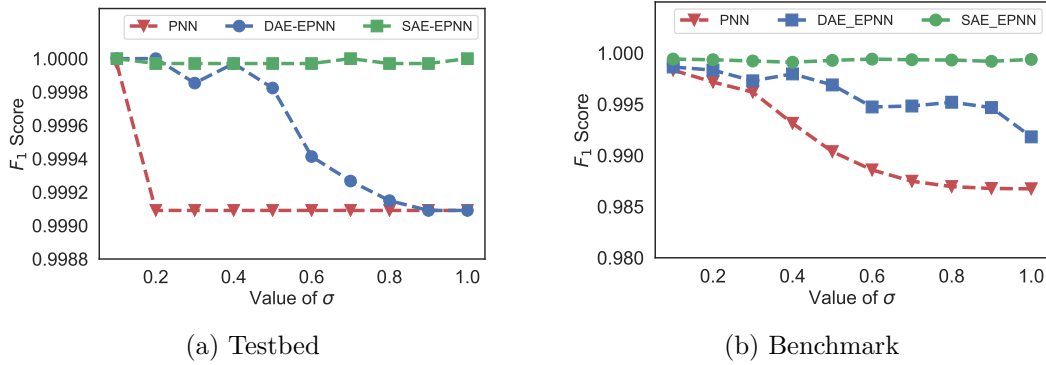 PNN DAE-EPNN SAE-EPNN
1.0000
0.9998
0.9996
0.9994
0.9992
0.9990
0.9988
F1 Score
0.2 0.4 0.6 0.8 1.0
Value of σ
(a) Testbed
PNN DAE_EPNN SAE_EPNN
1.000
0.995
0.990
0.985
0.980
F1 Score
0.2 0.4 0.6 0.8 1.0
Value of σ
(b) Benchmark